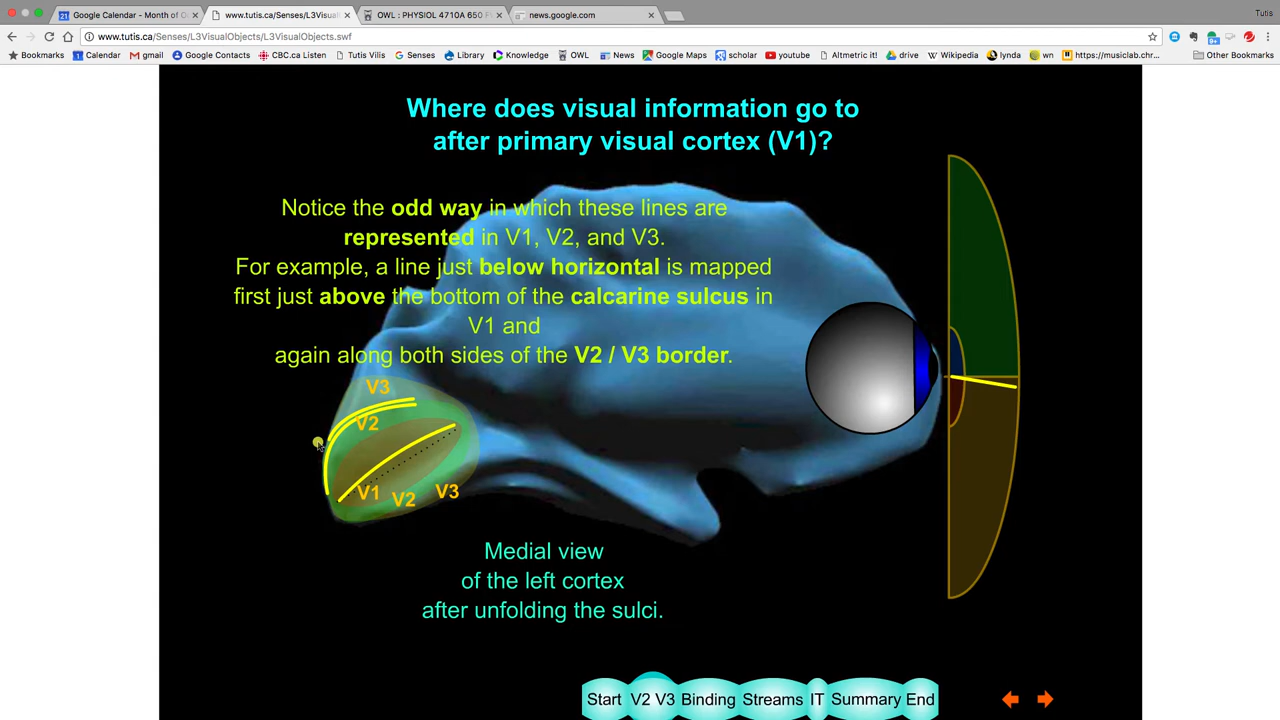 Google Calendar - Month of O
www.tutis.ca/Senses/L3Visual
OWL : PHYSIOL 4710A 650 F
news.google.com
Tutis
www.tutis.ca/Senses/L3VisualObjects/L3VisualObjects.swf
Bookmarks Calendar gmail Google Contacts CBC.ca Listen Tutis Vilis Senses Library Knowledge OWL News Google Maps scholar youtube Altmetric it! drive Wikipedia lynda wn https://musiclab.chr... Other Bookmarks
Where does visual information go to
after primary visual cortex (V1)?
Notice the odd way in which these lines are
represented in V1, V2, and V3.
For example, a line just below horizontal is mapped
first just above the bottom of the calcarine sulcus in
V1 and
again along both sides of the V2 / V3 border.
V3
V2
V1
V2
V3
Medial view
of the left cortex
after unfolding the sulci.
Start V2 V3 Binding Streams IT Summary End